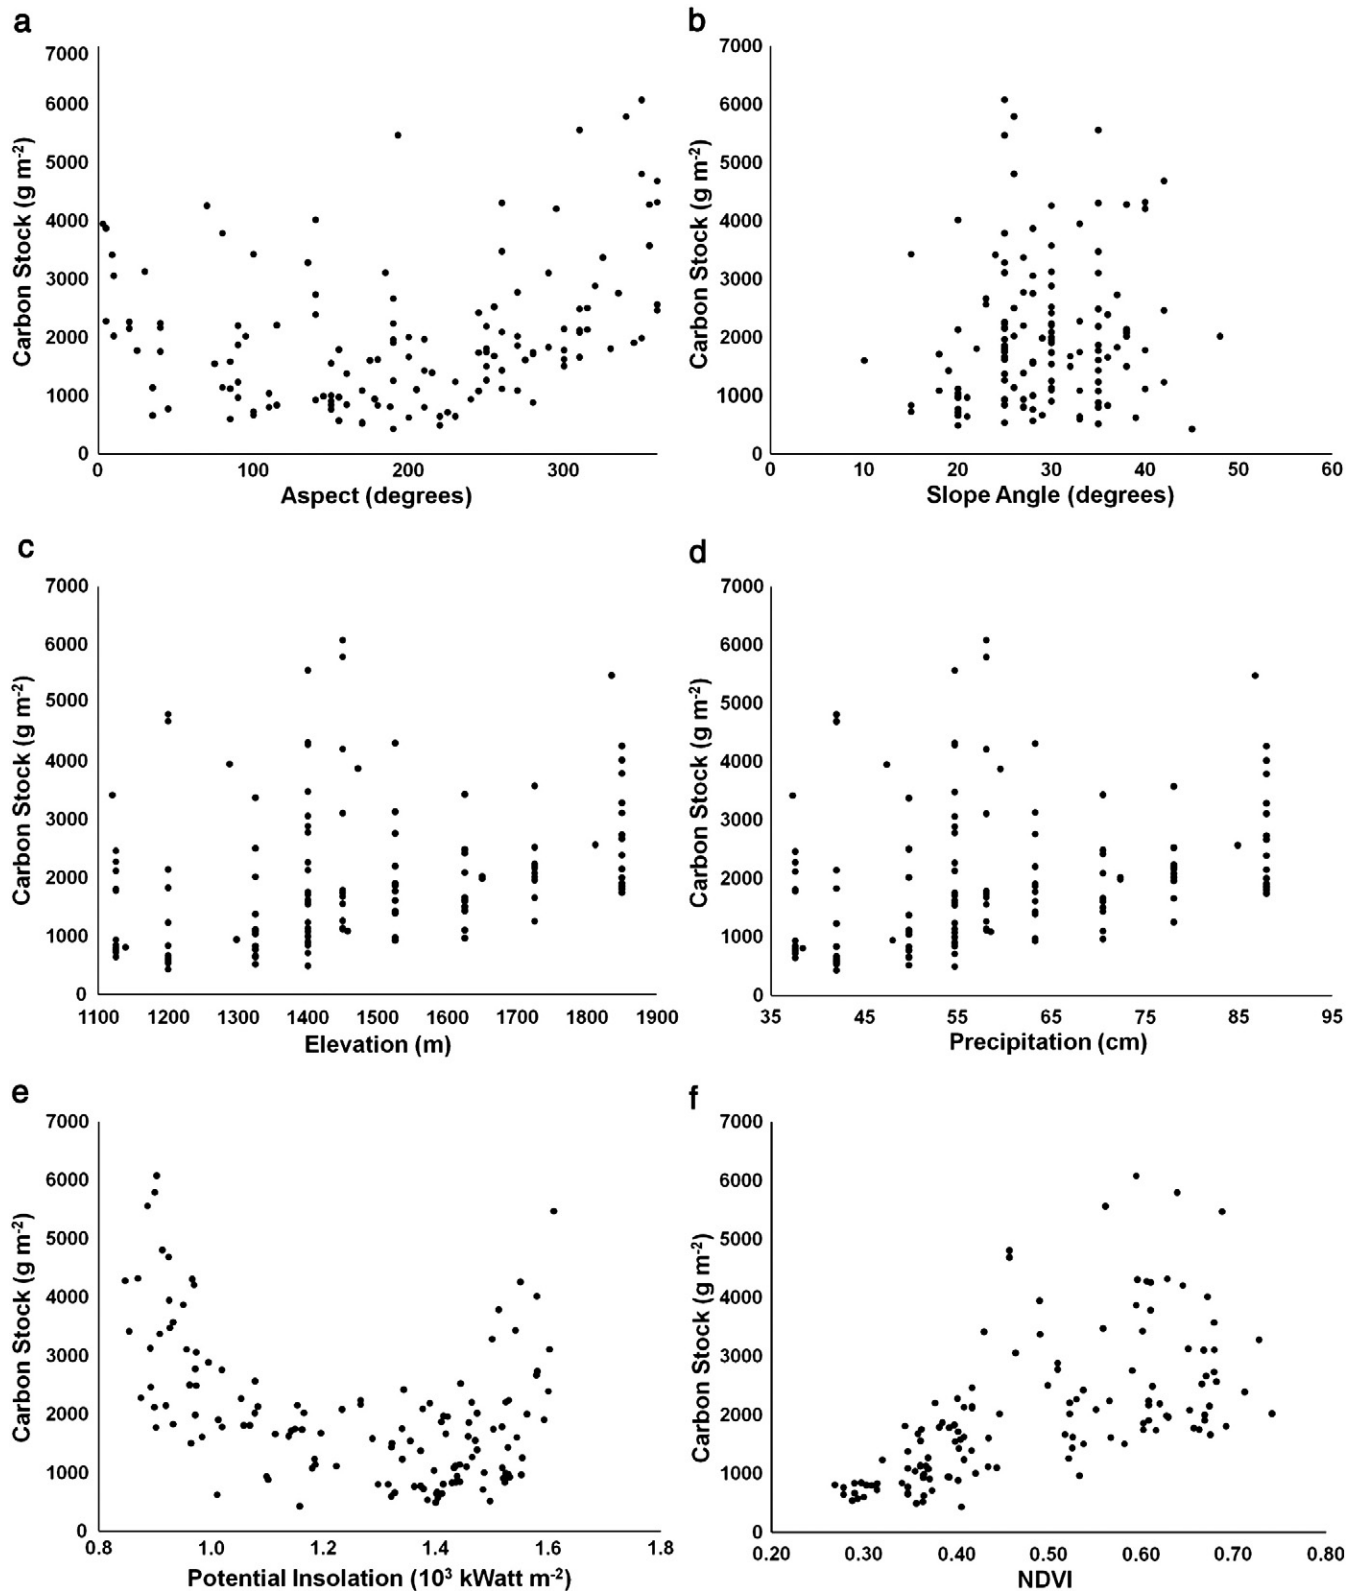 a
7000
6000
5000
4000
3000
2000
1000
0
Carbon Stock (g m-2)
0 100 200 300
Aspect (degrees)
b
7000
6000
5000
4000
3000
2000
1000
0
Carbon Stock (g m-2)
0 10 20 30 40 50 60
Slope Angle (degrees)
c
7000
6000
5000
4000
3000
2000
1000
0
Carbon Stock (g m-2)
1100 1200 1300 1400 1500 1600 1700 1800 1900
Elevation (m)
d
7000
6000
5000
4000
3000
2000
1000
0
Carbon Stock (g m-2)
35 45 55 65 75 85 95
Precipitation (cm)
e
7000
6000
5000
4000
3000
2000
1000
0
Carbon Stock (g m-2)
0.8 1.0 1.2 1.4 1.6 1.8
Potential Insolation (10³ kWatt m-2)
f
7000
6000
5000
4000
3000
2000
1000
0
Carbon Stock (g m-2)
0.20 0.30 0.40 0.50 0.60 0.70 0.80
NDVI